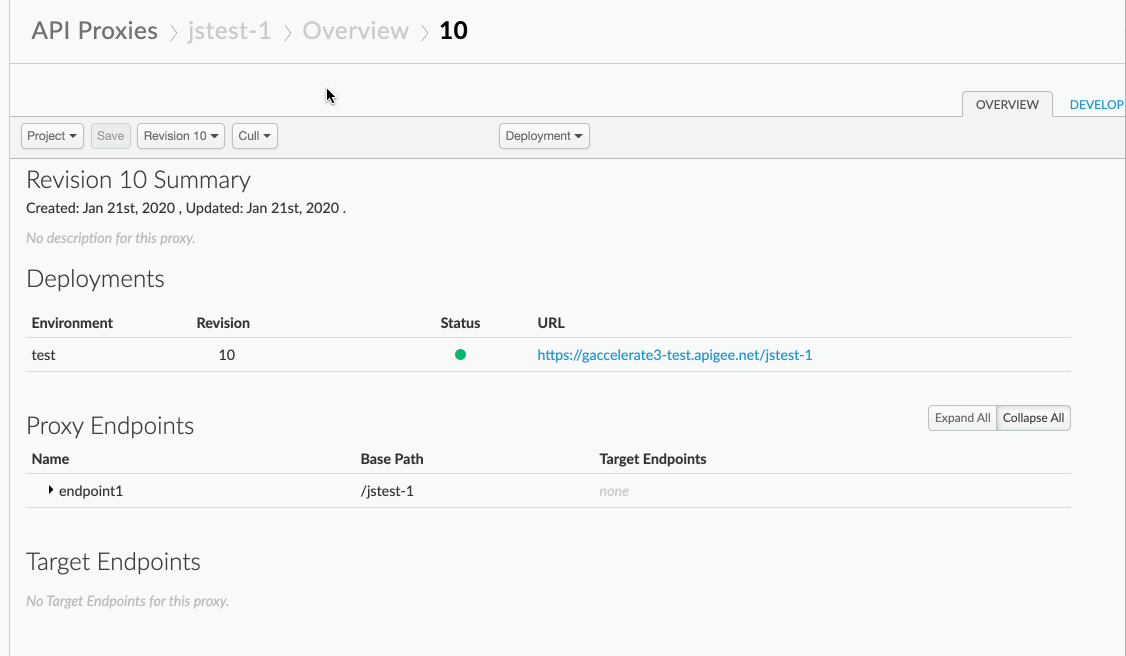 API Proxies > jstest-1 > Overview > 10
OVERVIEW DEVELOP
Project Save Revision 10 Cull Deployment
Revision 10 Summary
Created: Jan 21st, 2020 , Updated: Jan 21st, 2020 .
No description for this proxy.
Deployments
Environment Revision Status URL
test 10 https://gaccelerate3-test.apigee.net/jstest-1
Proxy Endpoints Expand All Collapse All
Name Base Path Target Endpoints
endpoint1 /jstest-1 none
Target Endpoints
No Target Endpoints for this proxy.